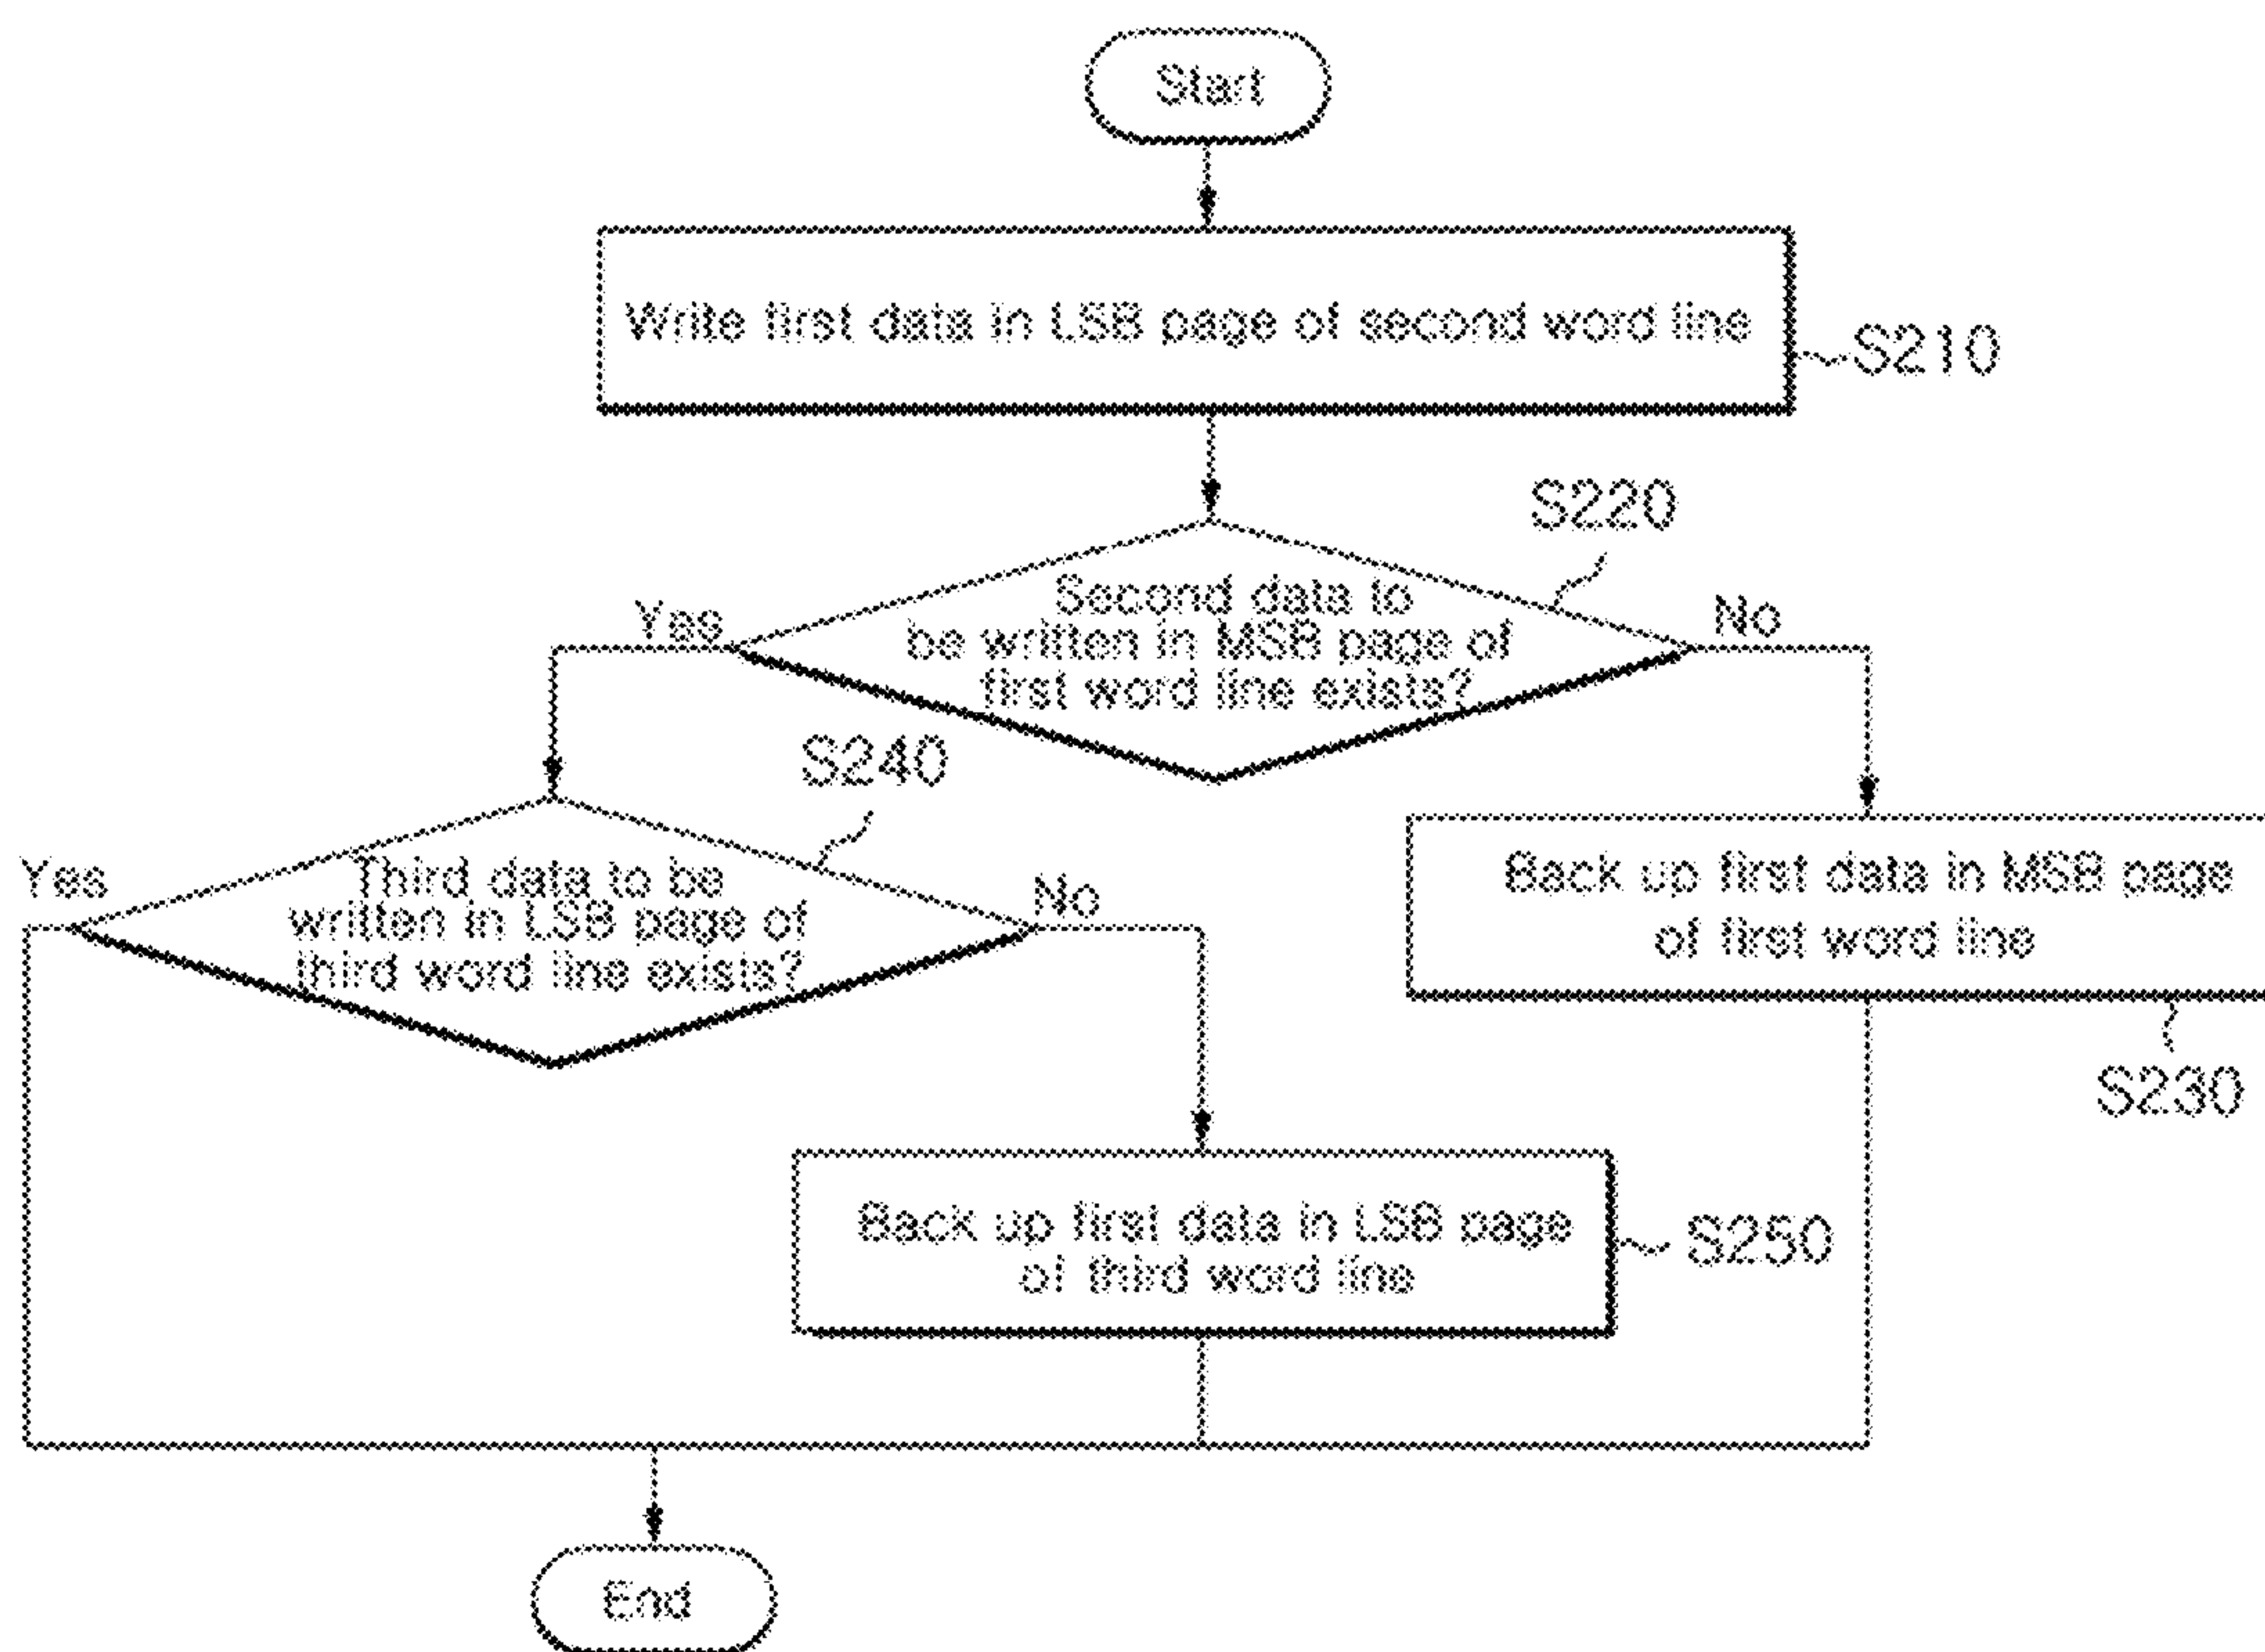 Start
Write first data in LSB page of second word line
S210
S220
Second data to
be written in MSB page of
first word line exists?
Yes
No
S240
Third data to be
written in LSB page of
third word line exists?
Yes
No
Back up first data in MSB page
of first word line
S230
Back up first data in LSB page
of third word line
S250
End